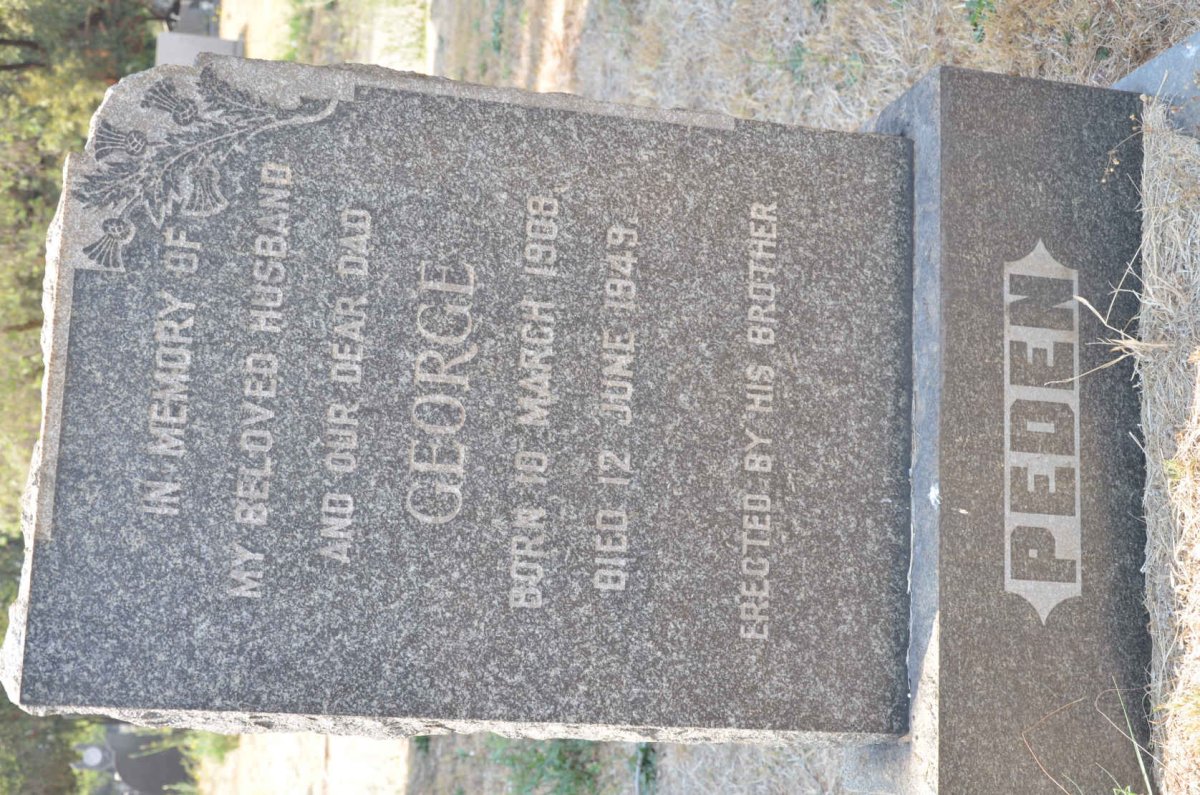 IN MEMORY OF
MY BELOVED HUSBAND
AND OUR DEAR DAD
GEORGE
BORN 10 MARCH 1908.
DIED 12 JUNE 1949.
ERECTED BY HIS BROTHER.
PEDEN